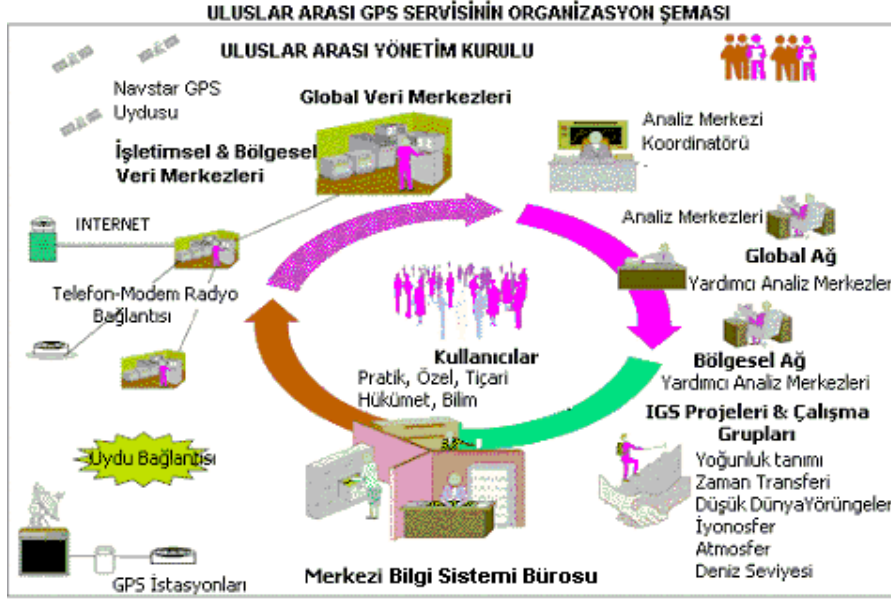 ULUSLAR ARASI GPS SERVİSİNİN ORGANİZASYON ŞEMASI
ULUSLAR ARASI YÖNETİM KURULU
Navstar GPS
Uydusu
Global Veri Merkezleri
İşletimsel & Bölgesel
Veri Merkezleri
Analiz Merkezi
Koordinatörü
INTERNET
Analiz Merkezleri
Global Ağ
Yardımcı Analiz Merkezler
Telefon-Modem Radyo
Bağlantısı
Kullanıcılar
Pratik, Özel, Tiçari
Hükümet, Bilim
Bölgesel Ağ
Yardımcı Analiz Merkezleri
IGS Projeleri & Çalışma
Grupları
Yoğunluk tanımı
Zaman Transferi
Düşük DünyaYörüngeler
İyonosfer
Atmosfer
Deniz Seviyesi
Uydu Bağlantısı
GPS İstasyonları
Merkezi Bilgi Sistemi Bürosu